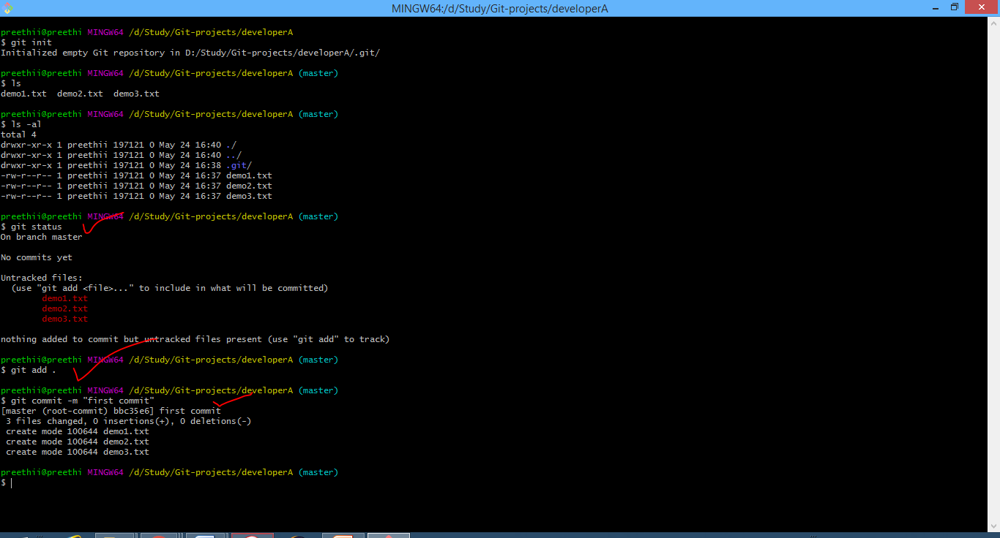 MINGW64:/d/Study/Git-projects/developerA
preethii@preethi MINGW64 /d/Study/Git-projects/developerA
$ git init
Initialized empty Git repository in D:/Study/Git-projects/developerA/.git/
preethii@preethi MINGW64 /d/Study/Git-projects/developerA (master)
$ ls
demo1.txt  demo2.txt  demo3.txt
preethii@preethi MINGW64 /d/Study/Git-projects/developerA (master)
$ ls -al
total 4
drwxr-xr-x 1 preethii 197121 0 May 24 16:40 ./
drwxr-xr-x 1 preethii 197121 0 May 24 16:40 ../
drwxr-xr-x 1 preethii 197121 0 May 24 16:38 .git/
-rw-r--r-- 1 preethii 197121 0 May 24 16:37 demo1.txt
-rw-r--r-- 1 preethii 197121 0 May 24 16:37 demo2.txt
-rw-r--r-- 1 preethii 197121 0 May 24 16:37 demo3.txt
preethii@preethi MINGW64 /d/Study/Git-projects/developerA (master)
$ git status
On branch master
No commits yet
Untracked files:
  (use "git add <file>..." to include in what will be committed)
        demo1.txt
        demo2.txt
        demo3.txt
nothing added to commit but untracked files present (use "git add" to track)
preethii@preethi MINGW64 /d/Study/Git-projects/developerA (master)
$ git add .
preethii@preethi MINGW64 /d/Study/Git-projects/developerA (master)
$ git commit -m "first commit"
[master (root-commit) bbc35e6] first commit
 3 files changed, 0 insertions(+), 0 deletions(-)
 create mode 100644 demo1.txt
 create mode 100644 demo2.txt
 create mode 100644 demo3.txt
preethii@preethi MINGW64 /d/Study/Git-projects/developerA (master)
$